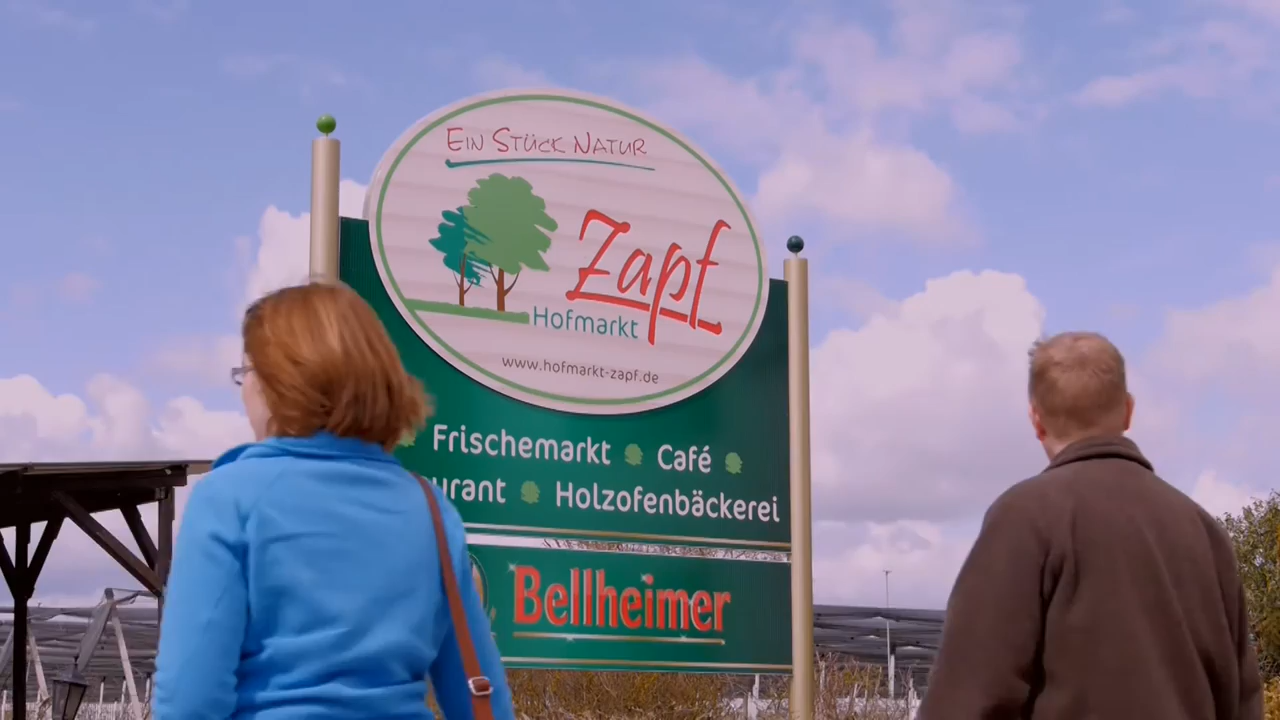 Ein Stück Natur
Zapf
Hofmarkt
www.hofmarkt-zapf.de
Frischemarkt Café
urant Holzofenbäckerei
Bellheimer